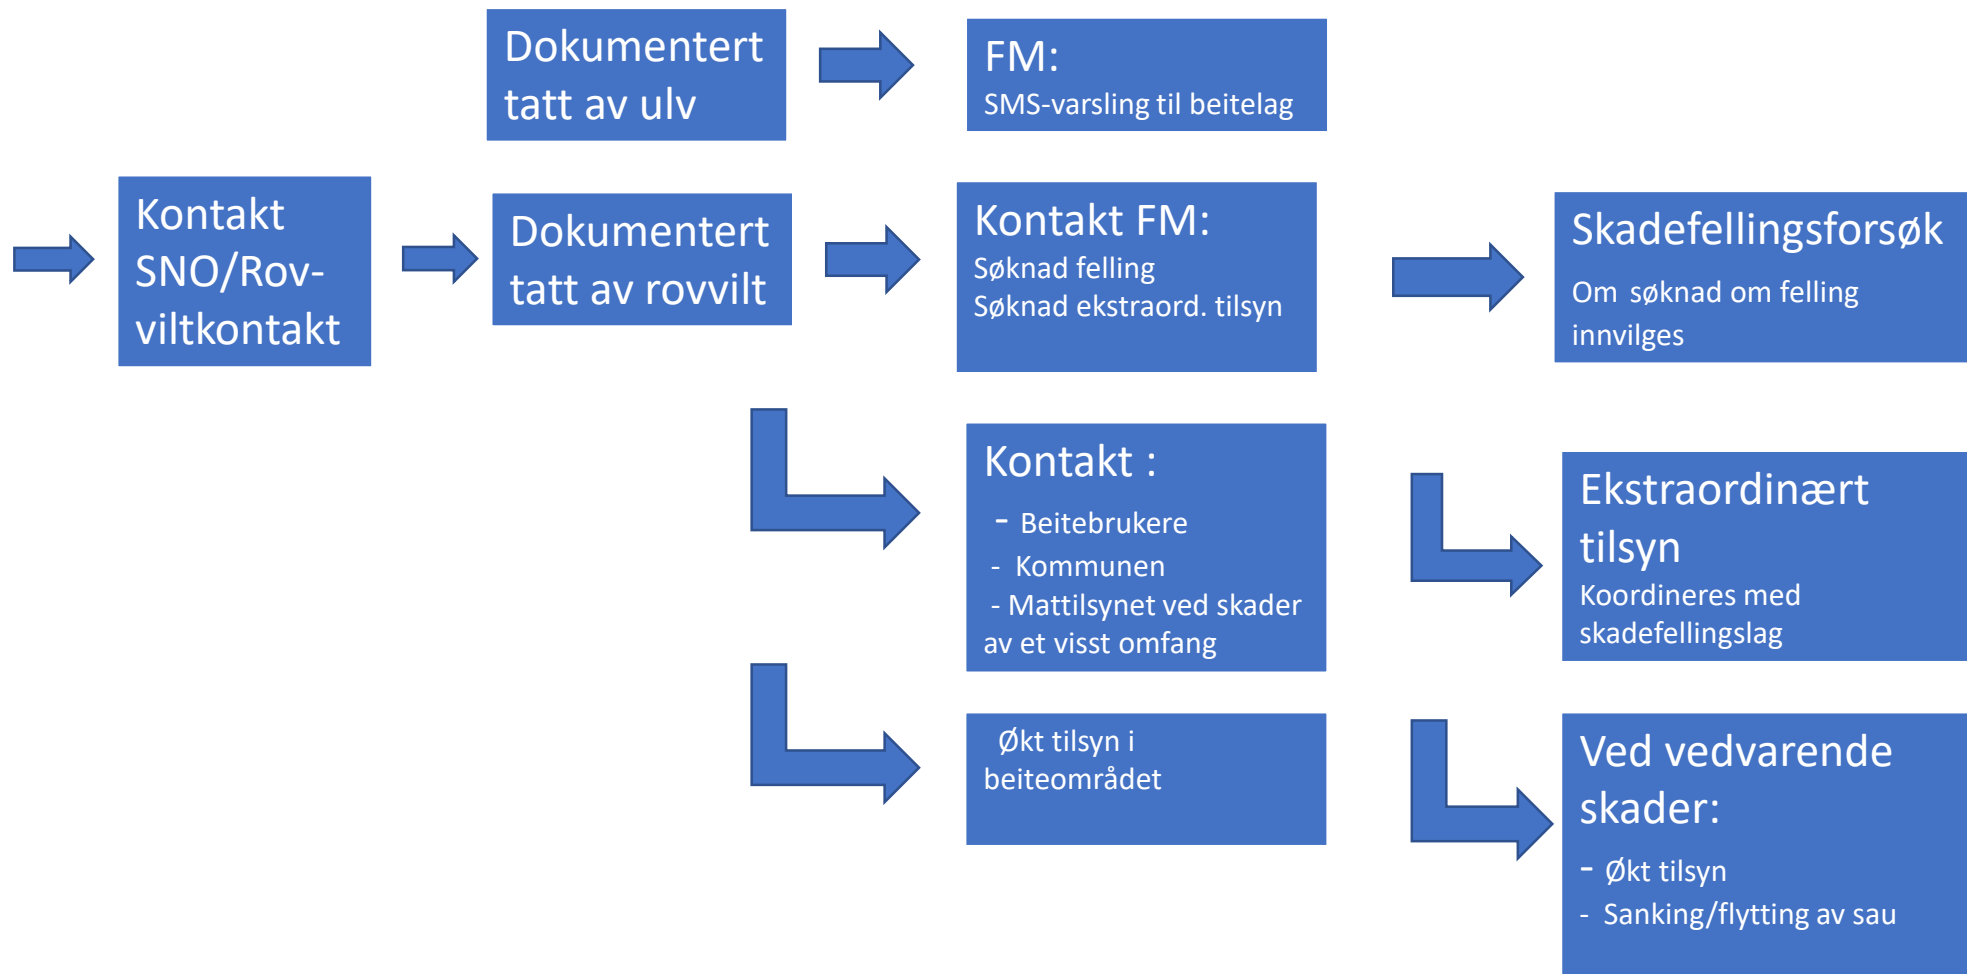 Dokumentert
tatt av ulv
FM:
SMS-varsling til beitelag
Kontakt
SNO/Rov-
viltkontakt
Dokumentert
tatt av rovvilt
Kontakt FM:
Søknad felling
Søknad ekstraord. tilsyn
Skadefellingsforsøk
Om søknad om felling
innvilges
Kontakt :
- Beitebrukere
- Kommunen
- Mattilsynet ved skader
av et visst omfang
Ekstraordinært
tilsyn
Koordineres med
skadefellingslag
Økt tilsyn i
beiteområdet
Ved vedvarende
skader:
- Økt tilsyn
- Sanking/flytting av sau